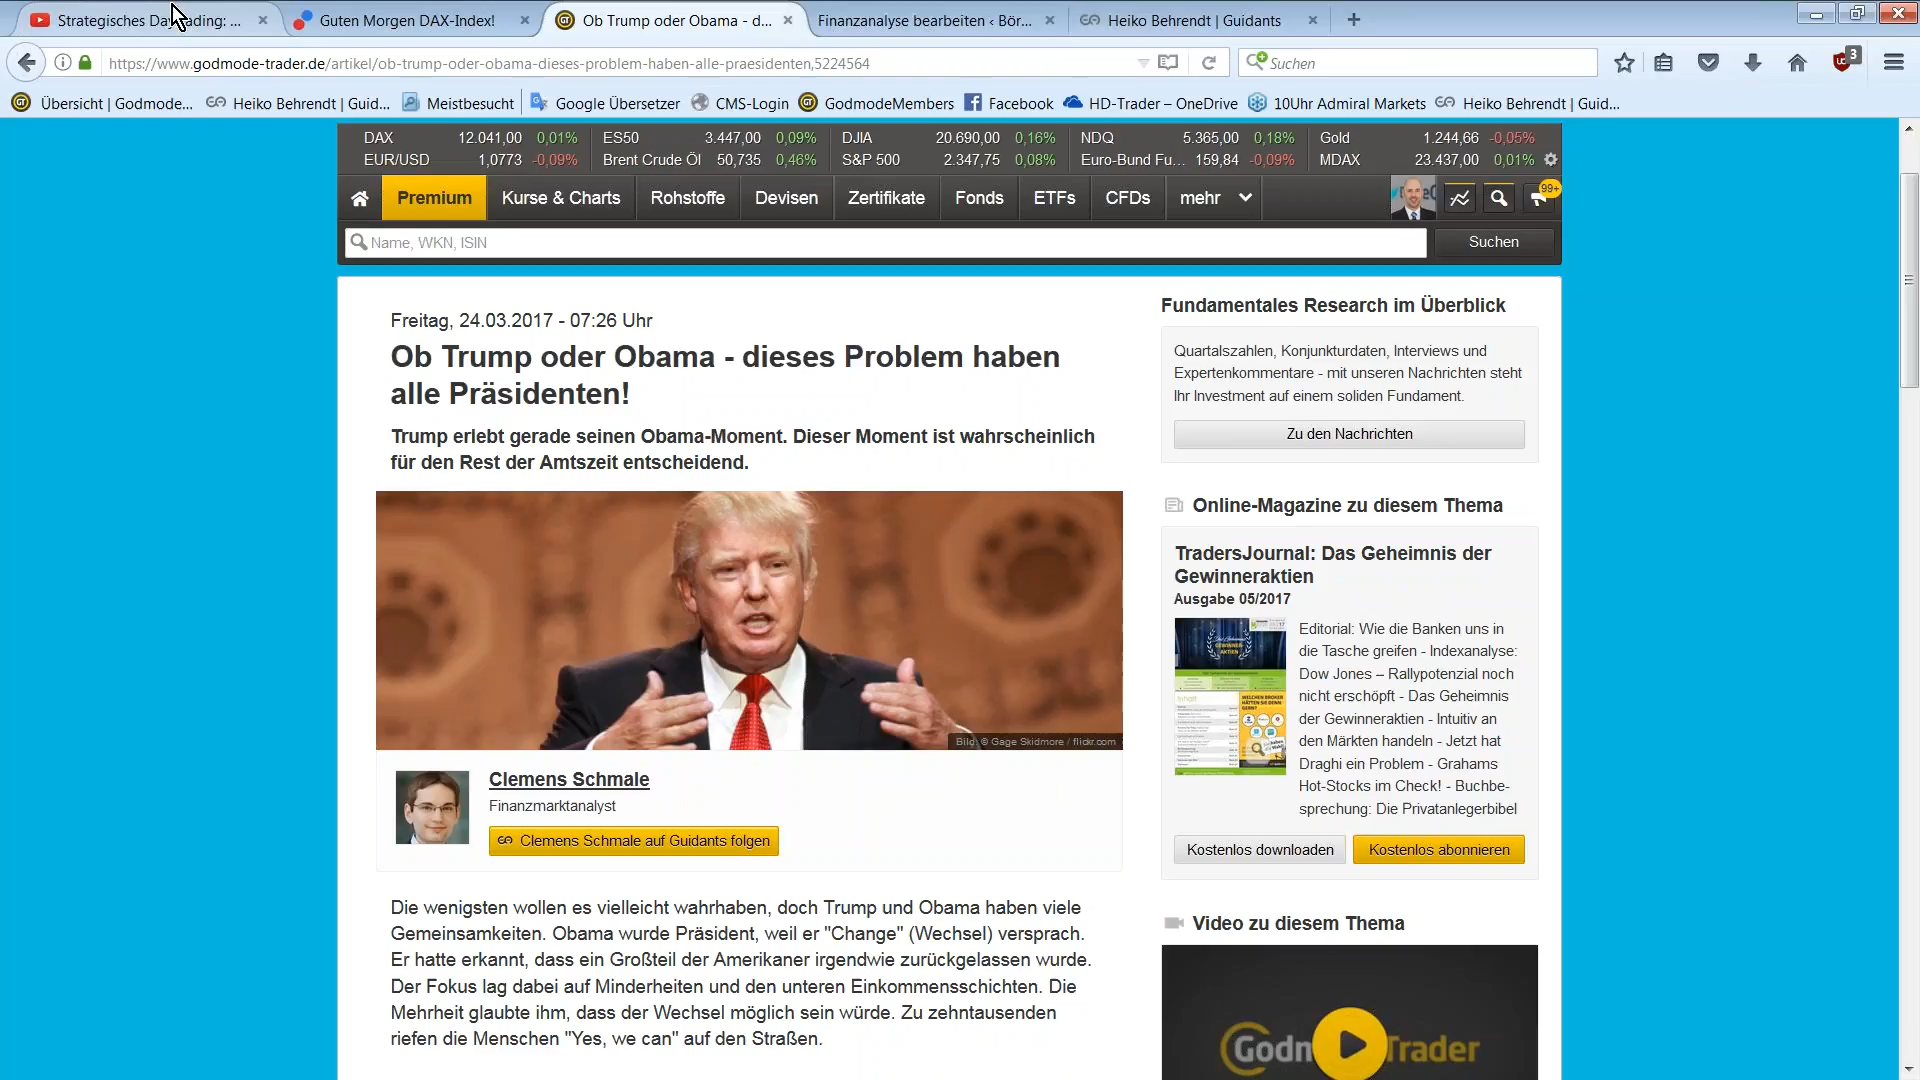 Strategisches Da ading: ...
Guten Morgen DAX-Index!
Ob Trump oder Obama - d...
Finanzanalyse bearbeiten ‹ Bör...
Heiko Behrendt | Guidants
https://www.godmode-trader.de/artikel/ob-trump-oder-obama-dieses-problem-haben-alle-praesidenten,5224564
Suchen
3
Übersicht | Godmode...
Heiko Behrendt | Guid...
Meistbesucht
Google Übersetzer
CMS-Login
GodmodeMembers
Facebook
HD-Trader – OneDrive
10Uhr Admiral Markets
Heiko Behrendt | Guid...
DAX 12.041,00 0,01% ES50 3.447,00 0,09% DJIA 20.690,00 0,16% NDQ 5.365,00 0,18% Gold 1.244,66 -0,05%
EUR/USD 1,0773 -0,09% Brent Crude Öl 50,735 0,46% S&P 500 2.347,75 0,08% Euro-Bund Fu... 159,84 -0,09% MDAX 23.437,00 0,01%
Premium Kurse & Charts Rohstoffe Devisen Zertifikate Fonds ETFs CFDs mehr 99+
Name, WKN, ISIN
Suchen
Freitag, 24.03.2017 - 07:26 Uhr
Ob Trump oder Obama - dieses Problem haben
alle Präsidenten!
Trump erlebt gerade seinen Obama-Moment. Dieser Moment ist wahrscheinlich
für den Rest der Amtszeit entscheidend.
Bild: © Gage Skidmore / flickr.com
Clemens Schmale
Finanzmarktanalyst
Clemens Schmale auf Guidants folgen
Die wenigsten wollen es vielleicht wahrhaben, doch Trump und Obama haben viele
Gemeinsamkeiten. Obama wurde Präsident, weil er "Change" (Wechsel) versprach.
Er hatte erkannt, dass ein Großteil der Amerikaner irgendwie zurückgelassen wurde.
Der Fokus lag dabei auf Minderheiten und den unteren Einkommensschichten. Die
Mehrheit glaubte ihm, dass der Wechsel möglich sein würde. Zu zehntausenden
riefen die Menschen "Yes, we can" auf den Straßen.
Fundamentales Research im Überblick
Quartalszahlen, Konjunkturdaten, Interviews und
Expertenkommentare - mit unseren Nachrichten steht
Ihr Investment auf einem soliden Fundament.
Zu den Nachrichten
Online-Magazine zu diesem Thema
TradersJournal: Das Geheimnis der
Gewinneraktien
Ausgabe 05/2017
Editorial: Wie die Banken uns in
die Tasche greifen - Indexanalyse:
Dow Jones – Rallypotenzial noch
nicht erschöpft - Das Geheimnis
der Gewinneraktien - Intuitiv an
den Märkten handeln - Jetzt hat
Draghi ein Problem - Grahams
Hot-Stocks im Check! - Buchbe-
sprechung: Die Privatanlegerbibel
Kostenlos downloaden
Kostenlos abonnieren
Video zu diesem Thema
Godm Trader